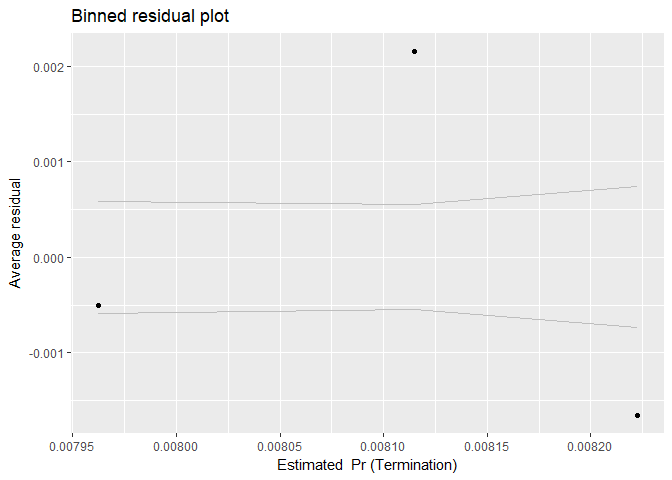 Binned residual plot
0.002
0.001
0.000
-0.001
Average residual
0.00795 0.00800 0.00805 0.00810 0.00815 0.00820
Estimated  Pr (Termination)